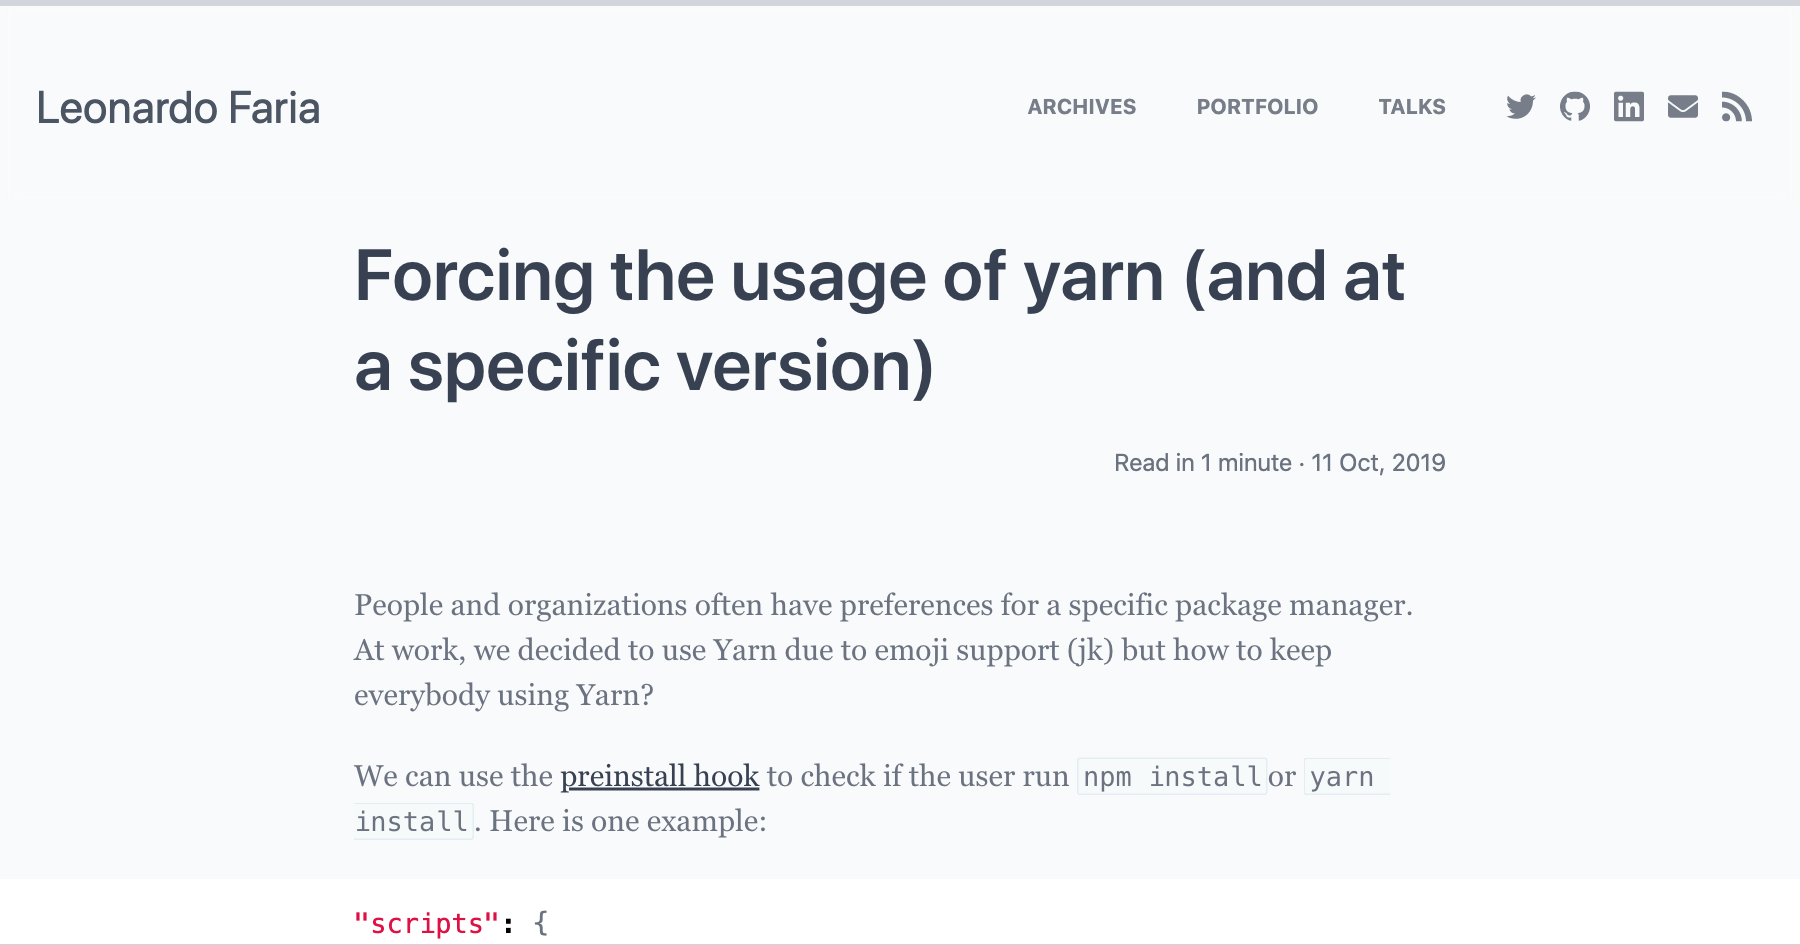 Leonardo Faria
ARCHIVES PORTFOLIO TALKS
Forcing the usage of yarn (and at
a specific version)
Read in 1 minute · 11 Oct, 2019
People and organizations often have preferences for a specific package manager.
At work, we decided to use Yarn due to emoji support (jk) but how to keep
everybody using Yarn?
We can use the preinstall hook to check if the user run npm install or yarn
install. Here is one example:
"scripts": {